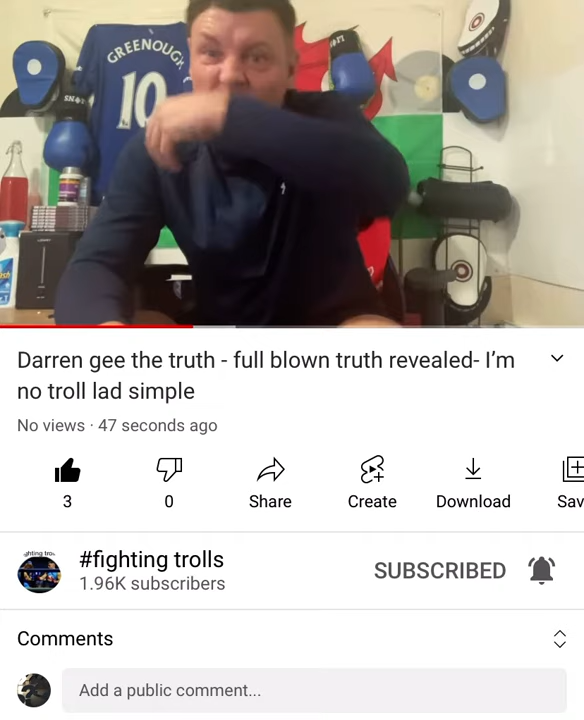 GREENOUGH
10
Darren gee the truth - full blown truth revealed- I’m
no troll lad simple
No views · 47 seconds ago
3
0
Share
Create
Download
Sav
#fighting trolls
1.96K subscribers
SUBSCRIBED
Comments
Add a public comment...